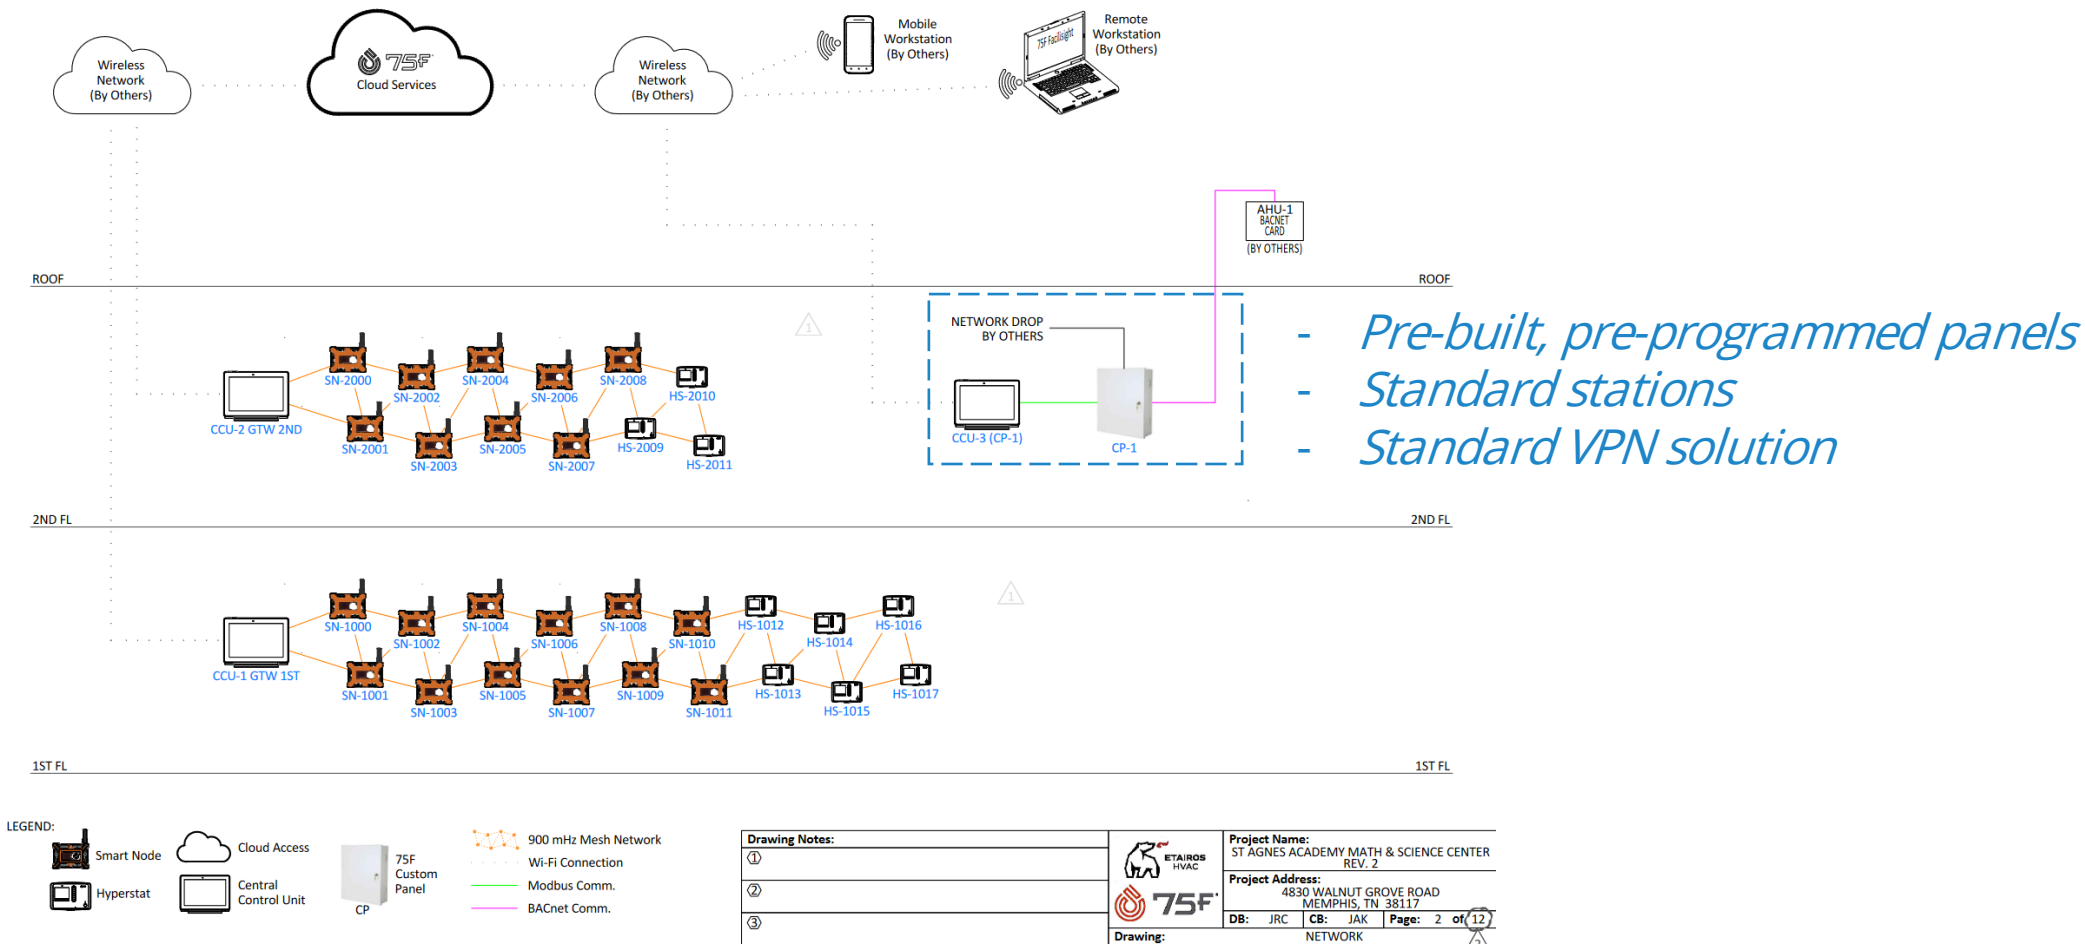 Wireless
Network
(By Others)
75F
Cloud Services
Wireless
Network
(By Others)
Mobile
Workstation
(By Others)
75F Facilisight
Remote
Workstation
(By Others)
AHU-1
BACNET
CARD
(BY OTHERS)
ROOF
ROOF
1
NETWORK DROP
BY OTHERS
CCU-3 (CP-1)
CP-1
- Pre-built, pre-programmed panels
- Standard stations
- Standard VPN solution
CCU-2 GTW 2ND
SN-2000
SN-2001
SN-2002
SN-2003
SN-2004
SN-2005
SN-2006
SN-2007
SN-2008
HS-2009
HS-2010
HS-2011
2ND FL
2ND FL
1
CCU-1 GTW 1ST
SN-1000
SN-1001
SN-1002
SN-1003
SN-1004
SN-1005
SN-1006
SN-1007
SN-1008
SN-1009
SN-1010
SN-1011
HS-1012
HS-1013
HS-1014
HS-1015
HS-1016
HS-1017
1ST FL
1ST FL
LEGEND:
Smart Node
Hyperstat
Cloud Access
Central
Control Unit
CP
75F
Custom
Panel
900 mHz Mesh Network
Wi-Fi Connection
Modbus Comm.
BACnet Comm.
Drawing Notes:
1
2
3
ETAIROS
HVAC
75F
Project Name:
ST AGNES ACADEMY MATH & SCIENCE CENTER
REV. 2
Project Address:
4830 WALNUT GROVE ROAD
MEMPHIS, TN 38117
DB: JRC CB: JAK Page: 2 of 12
Drawing: NETWORK
2